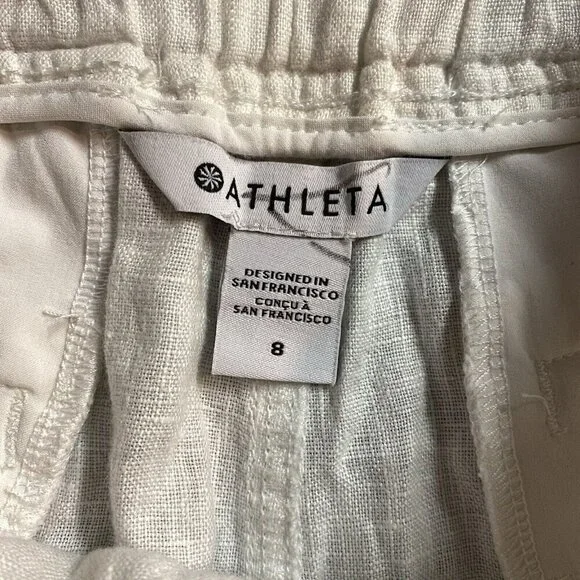 ATHLETA
DESIGNED IN
SAN FRANCISCO
CONÇU À
SAN FRANCISCO
8